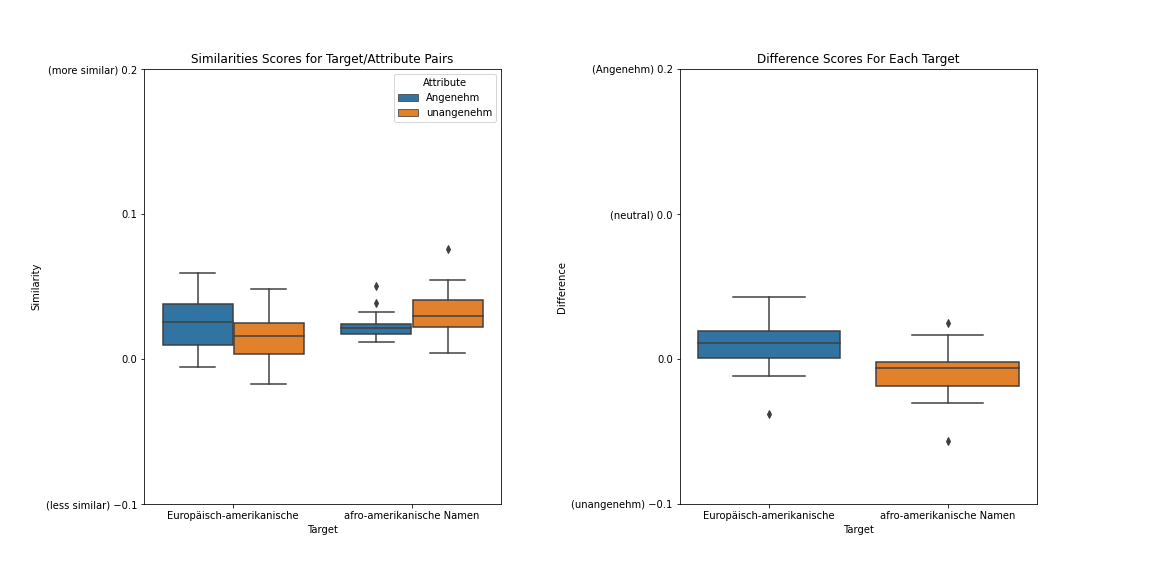 Similarities Scores for Target/Attribute Pairs
(more similar) 0.2
0.1
0.0
(less similar) −0.1
Similarity
Attribute
Angenehm
unangenehm
Europäisch-amerikanische
afro-amerikanische Namen
Target
Difference Scores For Each Target
(Angenehm) 0.2
(neutral) 0.0
0.0
(unangenehm) −0.1
Difference
Europäisch-amerikanische
afro-amerikanische Namen
Target